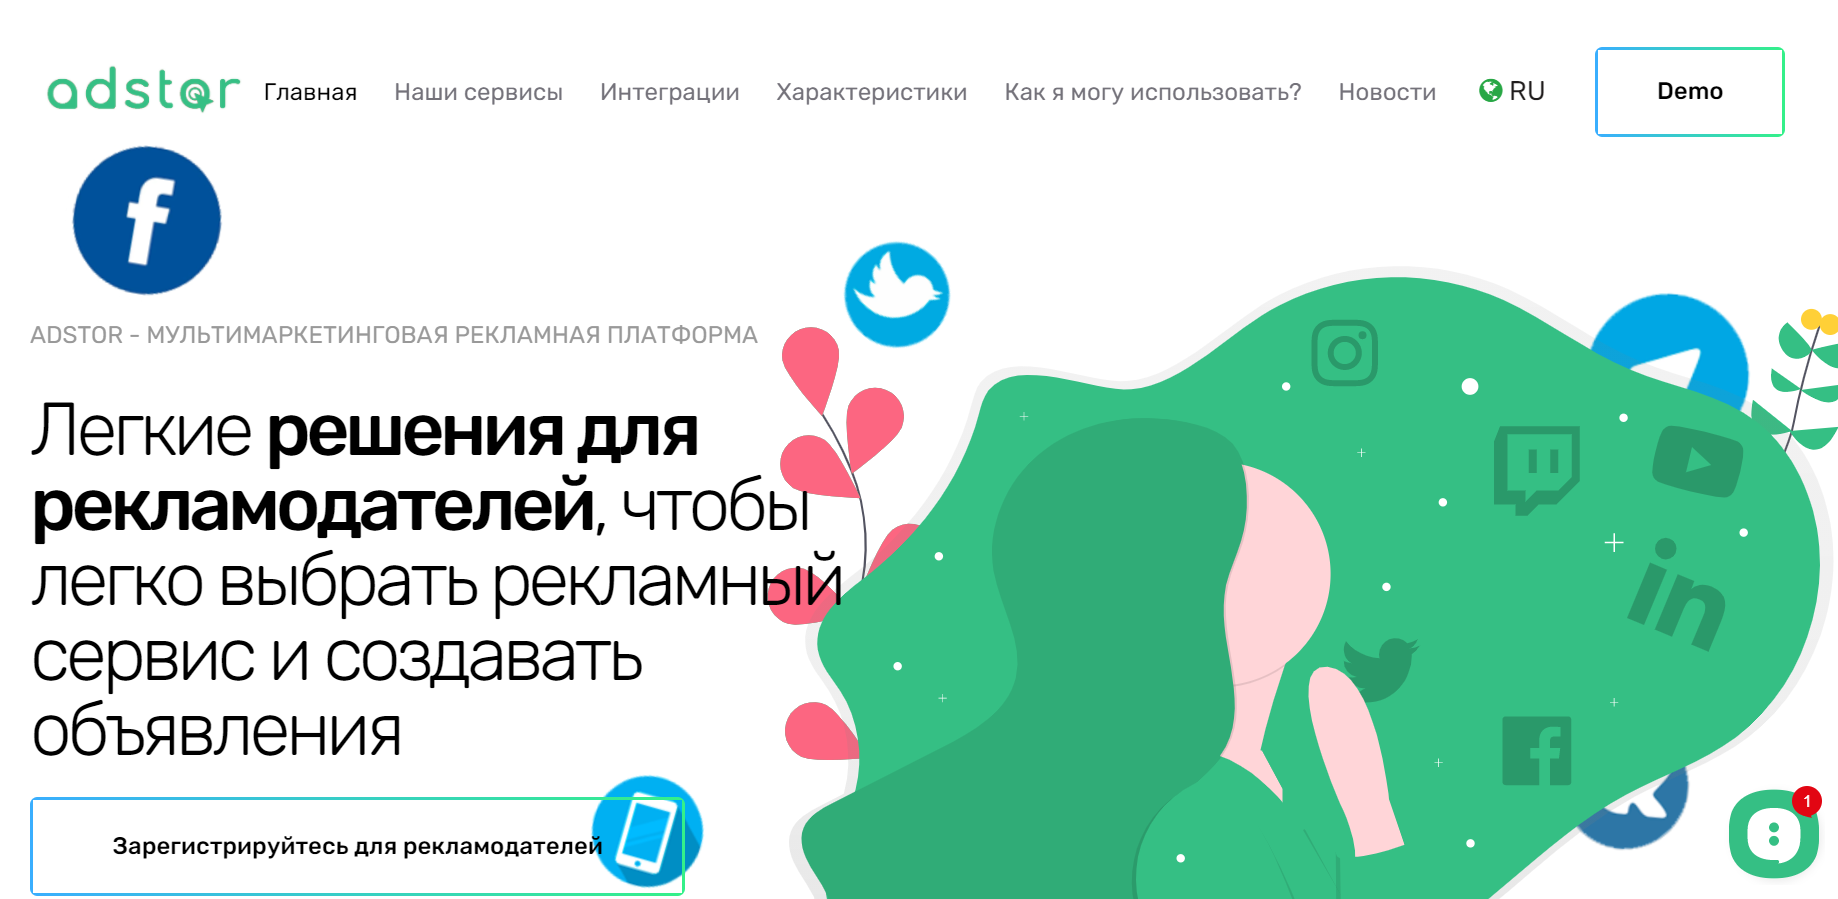 adstor
Главная
Наши сервисы
Интеграции
Характеристики
Как я могу использовать?
Новости
RU
Demo
ADSTOR - МУЛЬТИМАРКЕТИНГОВАЯ РЕКЛАМНАЯ ПЛАТФОРМА
Легкие решения для
рекламодателей, чтобы
легко выбрать рекламный
сервис и создавать
объявления
Зарегистрируйтесь для рекламодателей
1